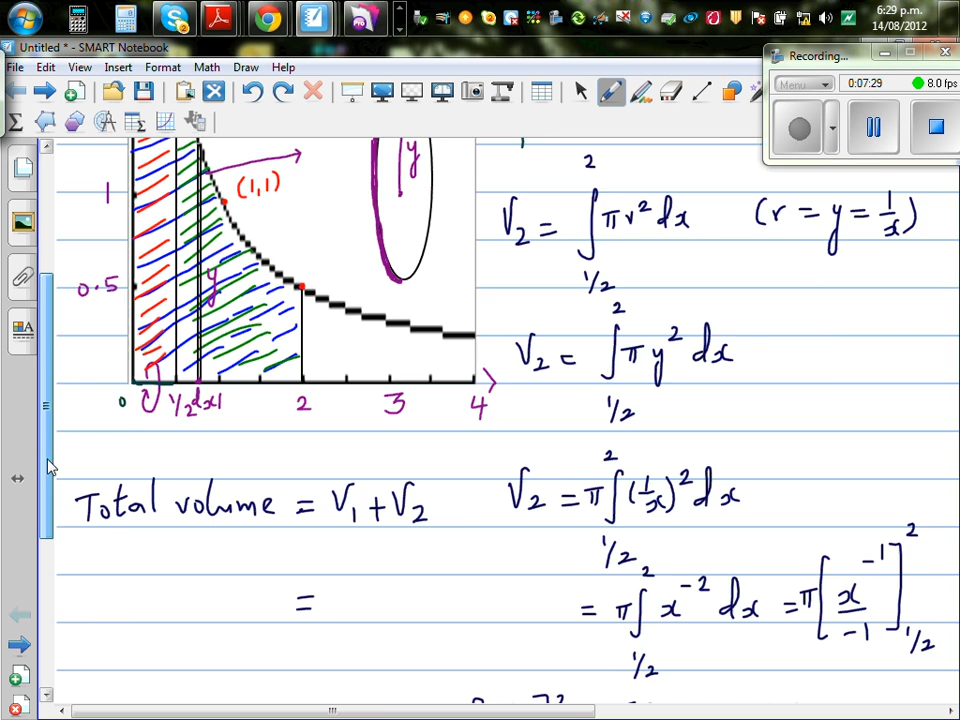 6:29 p.m.
14/08/2012
Untitled * - SMART Notebook
File Edit View Insert Format Math Draw Help
Recording...
Menu
0:07:29
8.0 fps
y
(1,1)
1
0.5
y
0 1/2 dx 1 2 3 4
V₂ = ∫_{1/2}^{2} πr² dx (r = y = 1/x)
V₂ = ∫_{1/2}^{2} π y² dx
Total volume = V₁ + V₂
=
V₂ = π ∫_{1/2}^{2} (1/x)² dx
= π ∫_{1/2}^{2} x⁻² dx = π [x⁻¹/-1]_{1/2}^{2}